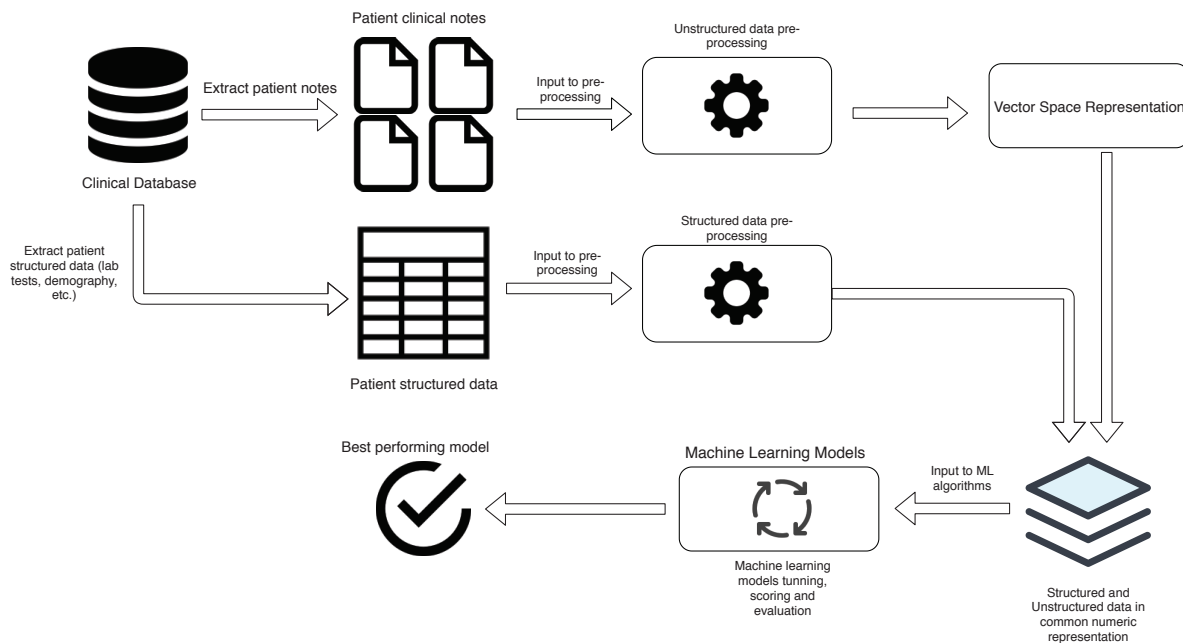 Patient clinical notes
Unstructured data pre-
processing
Extract patient notes
Input to pre-
processing
Vector Space Representation
Clinical Database
Extract patient
structured data (lab
tests, demography,
etc.)
Input to pre-
processing
Structured data pre-
processing
Patient structured data
Best performing model
Machine Learning Models
Input to ML
algorithms
Machine learning
models tunning,
scoring and
evaluation
Structured and
Unstructured data in
common numeric
representation